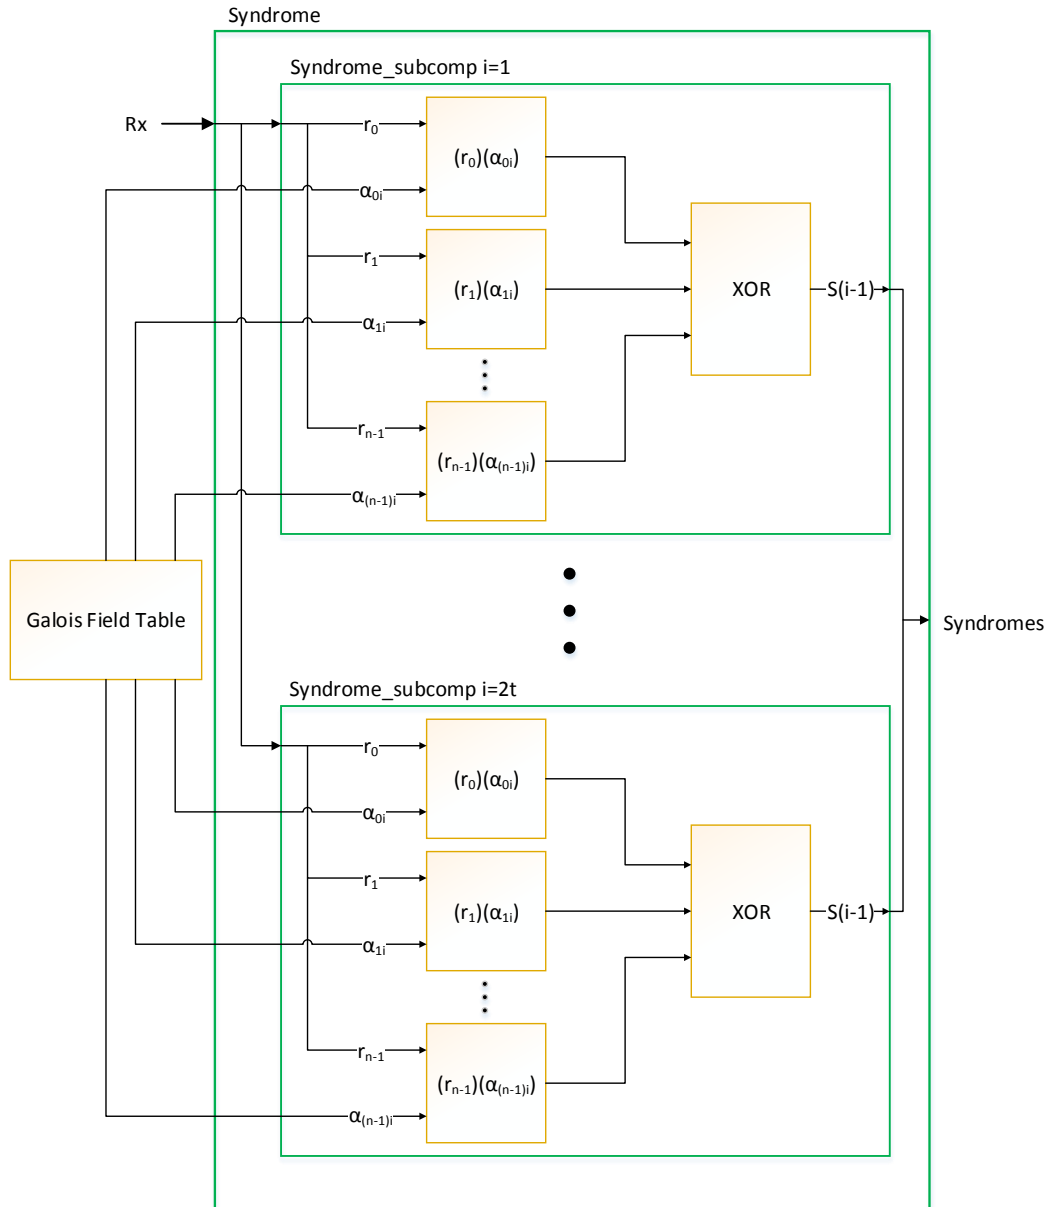 Syndrome
Syndrome_subcomp i=1
Rx
r₀
(r₀)(α₀ᵢ)
α₀ᵢ
r₁
(r₁)(α₁ᵢ)
XOR
S(i-1)
α₁ᵢ
rₙ₋₁
(rₙ₋₁)(α₍ₙ₋₁₎ᵢ)
α₍ₙ₋₁₎ᵢ
Galois Field Table
Syndromes
Syndrome_subcomp i=2t
r₀
(r₀)(α₀ᵢ)
α₀ᵢ
r₁
(r₁)(α₁ᵢ)
XOR
S(i-1)
α₁ᵢ
rₙ₋₁
(rₙ₋₁)(α₍ₙ₋₁₎ᵢ)
α₍ₙ₋₁₎ᵢ